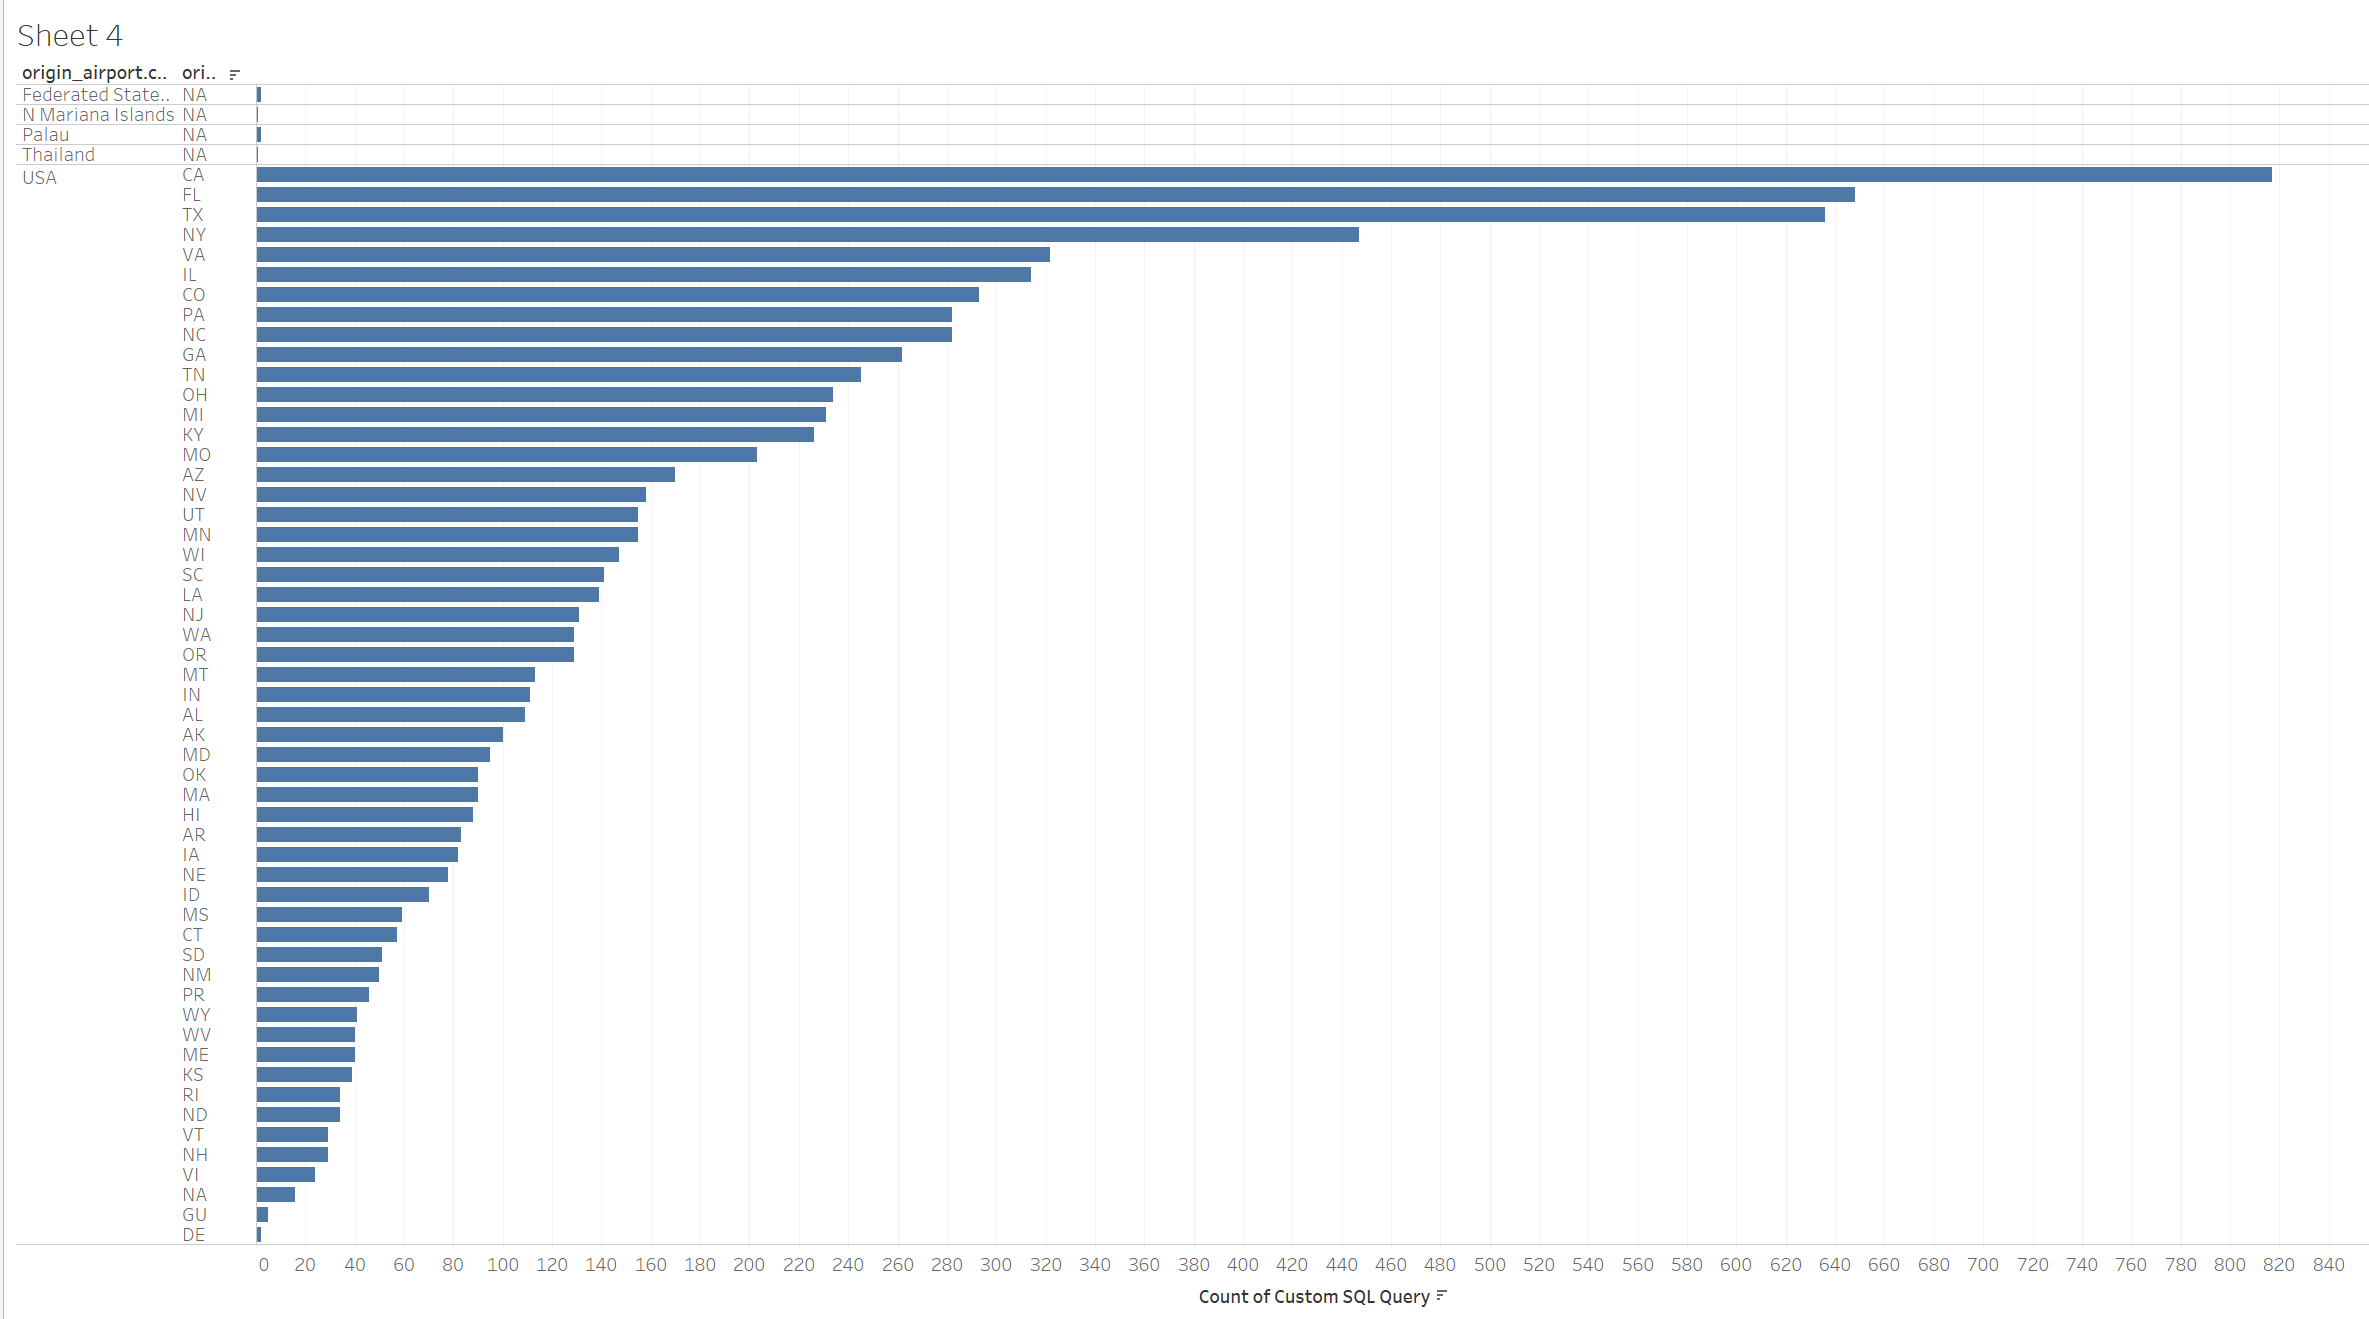 Sheet 4
origin_airport.c.. ori..
Federated State.. NA
N Mariana Islands NA
Palau NA
Thailand NA
USA CA
FL
TX
NY
VA
IL
CO
PA
NC
GA
TN
OH
MI
KY
MO
AZ
NV
UT
MN
WI
SC
LA
NJ
WA
OR
MT
IN
AL
AK
MD
OK
MA
HI
AR
IA
NE
ID
MS
CT
SD
NM
PR
WY
WV
ME
KS
RI
ND
VT
NH
VI
NA
GU
DE
0 20 40 60 80 100 120 140 160 180 200 220 240 260 280 300 320 340 360 380 400 420 440 460 480 500 520 540 560 580 600 620 640 660 680 700 720 740 760 780 800 820 840
Count of Custom SQL Query